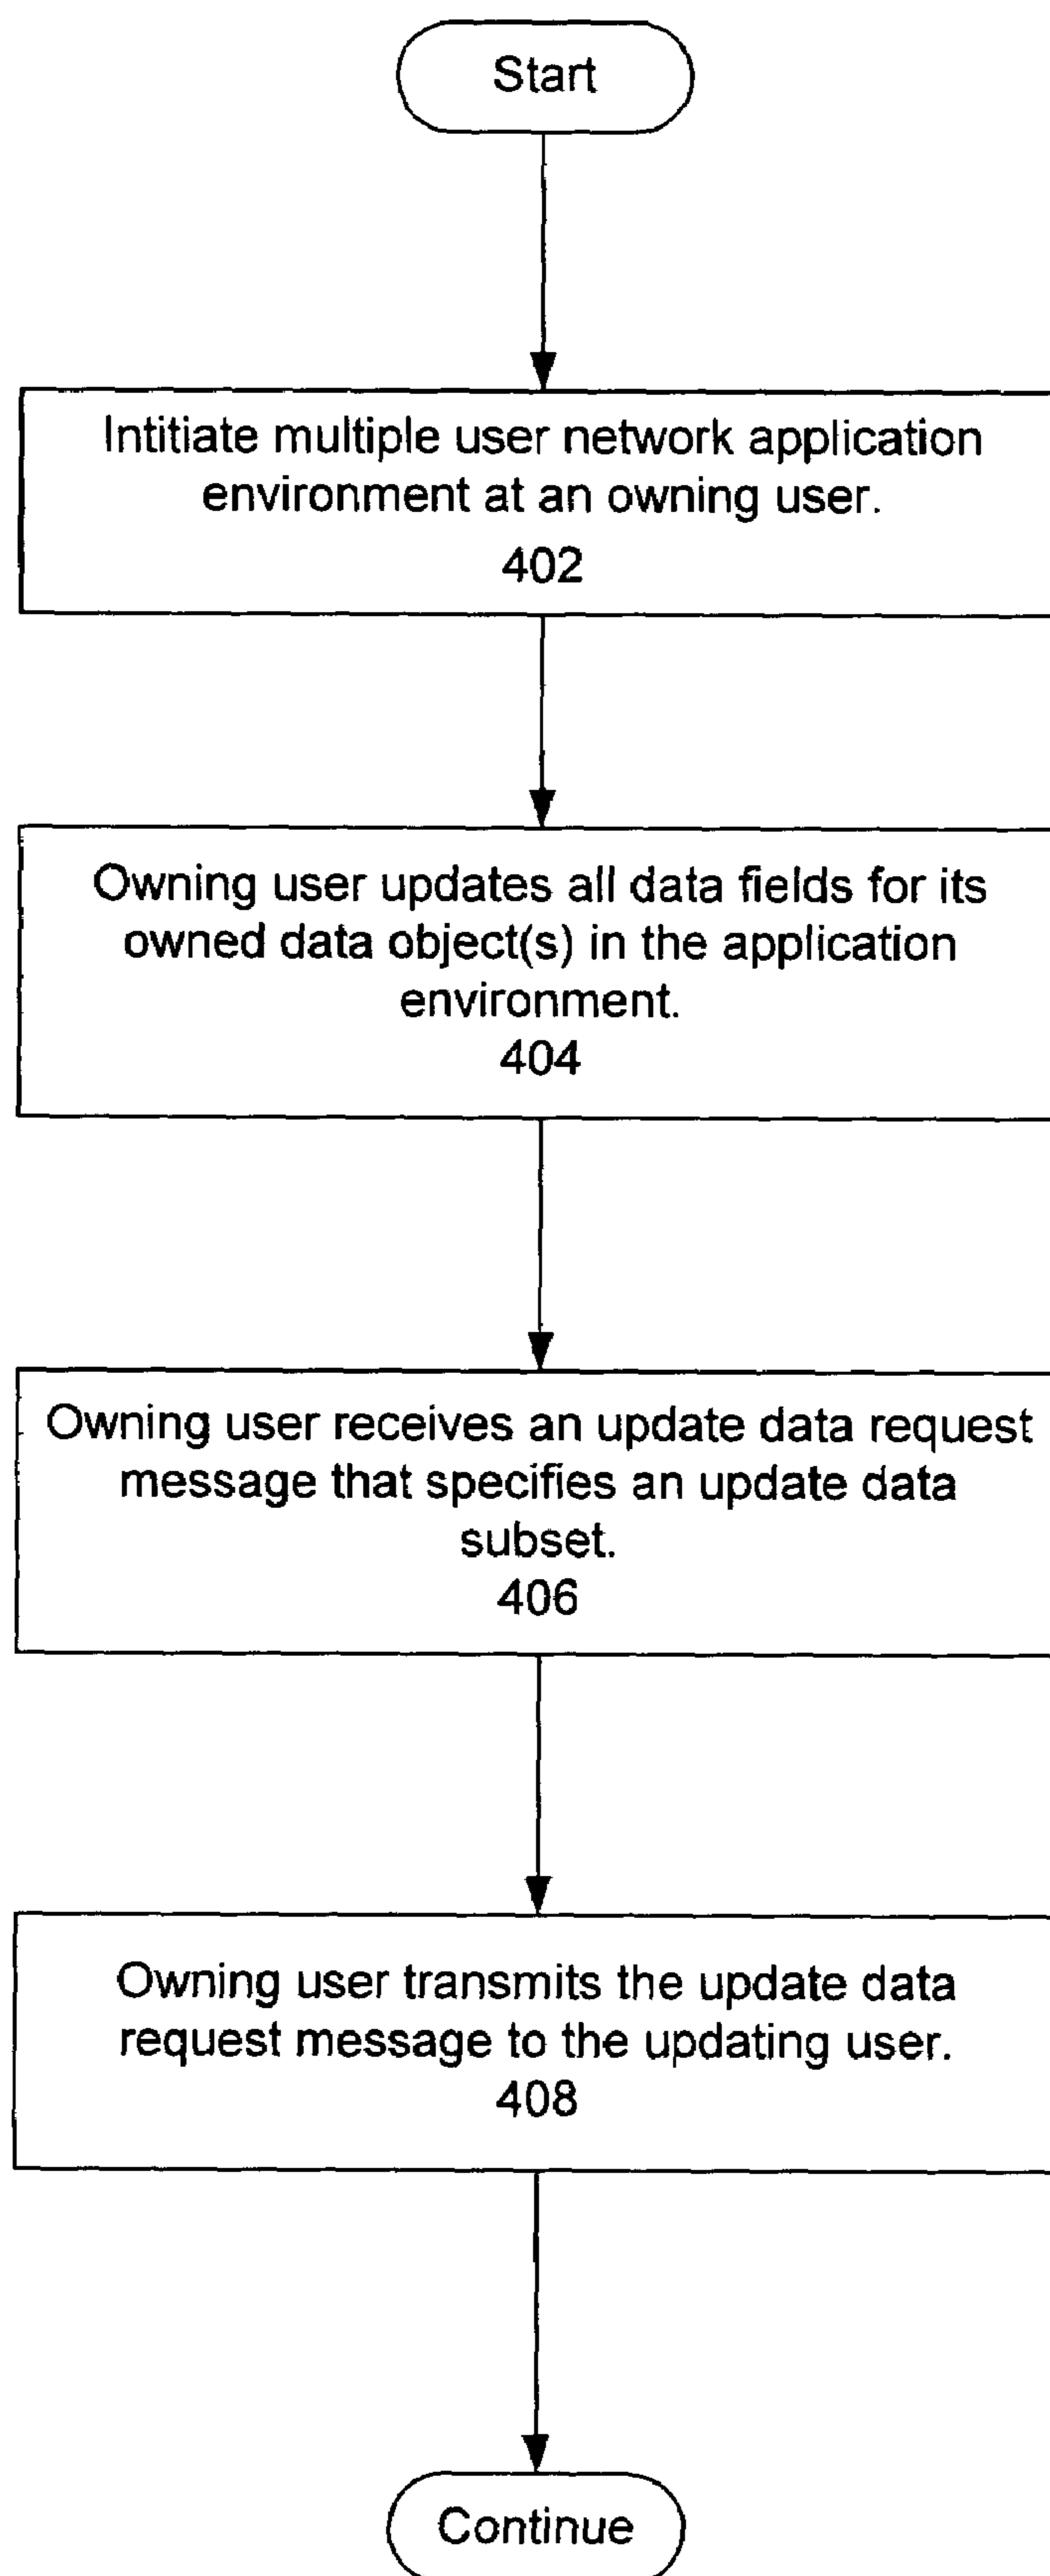 Start
Intitiate multiple user network application
environment at an owning user.
402
Owning user updates all data fields for its
owned data object(s) in the application
environment.
404
Owning user receives an update data request
message that specifies an update data
subset.
406
Owning user transmits the update data
request message to the updating user.
408
Continue